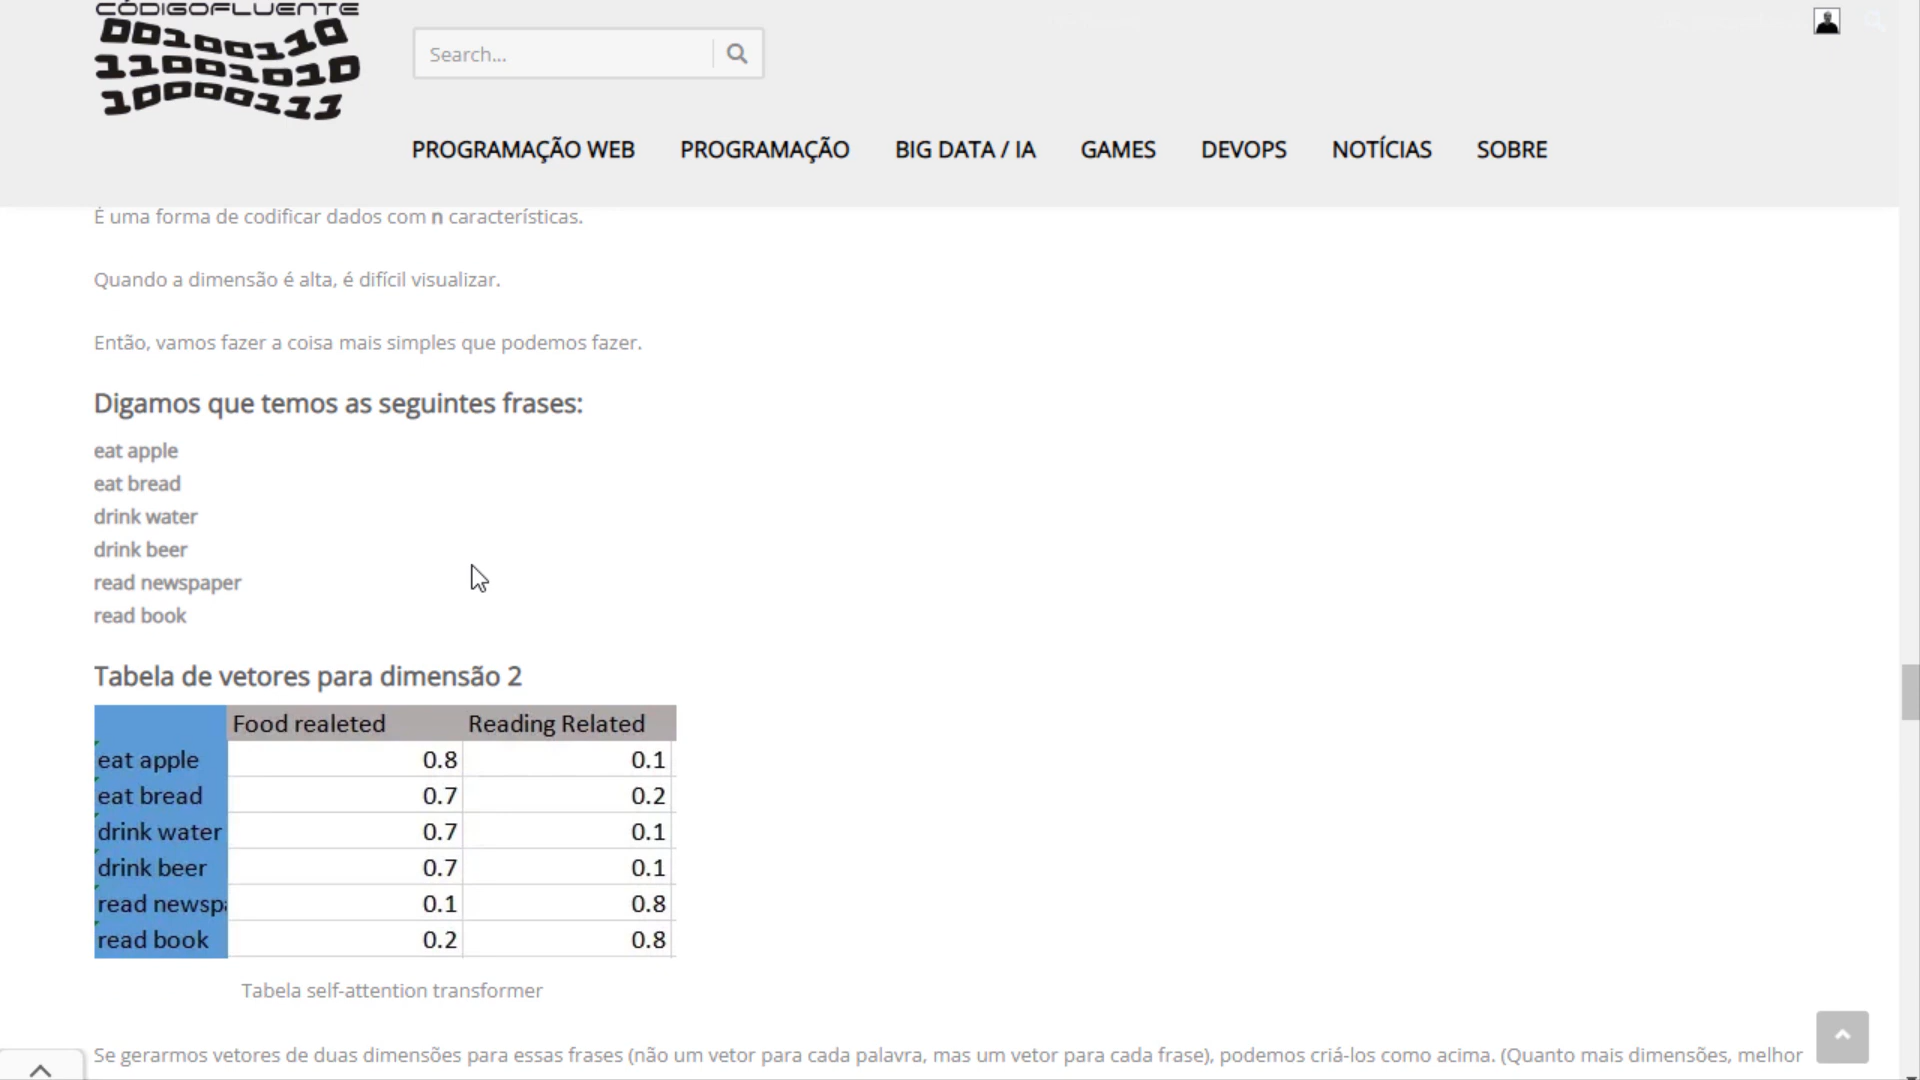 CÓDIGOFLUENTE
00100110
11001010
10000111
Search...
PROGRAMAÇÃO WEB PROGRAMAÇÃO BIG DATA / IA GAMES DEVOPS NOTÍCIAS SOBRE
É uma forma de codificar dados com n características.
Quando a dimensão é alta, é difícil visualizar.
Então, vamos fazer a coisa mais simples que podemos fazer.
Digamos que temos as seguintes frases:
eat apple
eat bread
drink water
drink beer
read newspaper
read book
Tabela de vetores para dimensão 2
Food realeted Reading Related
eat apple 0.8 0.1
eat bread 0.7 0.2
drink water 0.7 0.1
drink beer 0.7 0.1
read newspa 0.1 0.8
read book 0.2 0.8
Tabela self-attention transformer
Se gerarmos vetores de duas dimensões para essas frases (não um vetor para cada palavra, mas um vetor para cada frase), podemos criá-los como acima. (Quanto mais dimensões, melhor